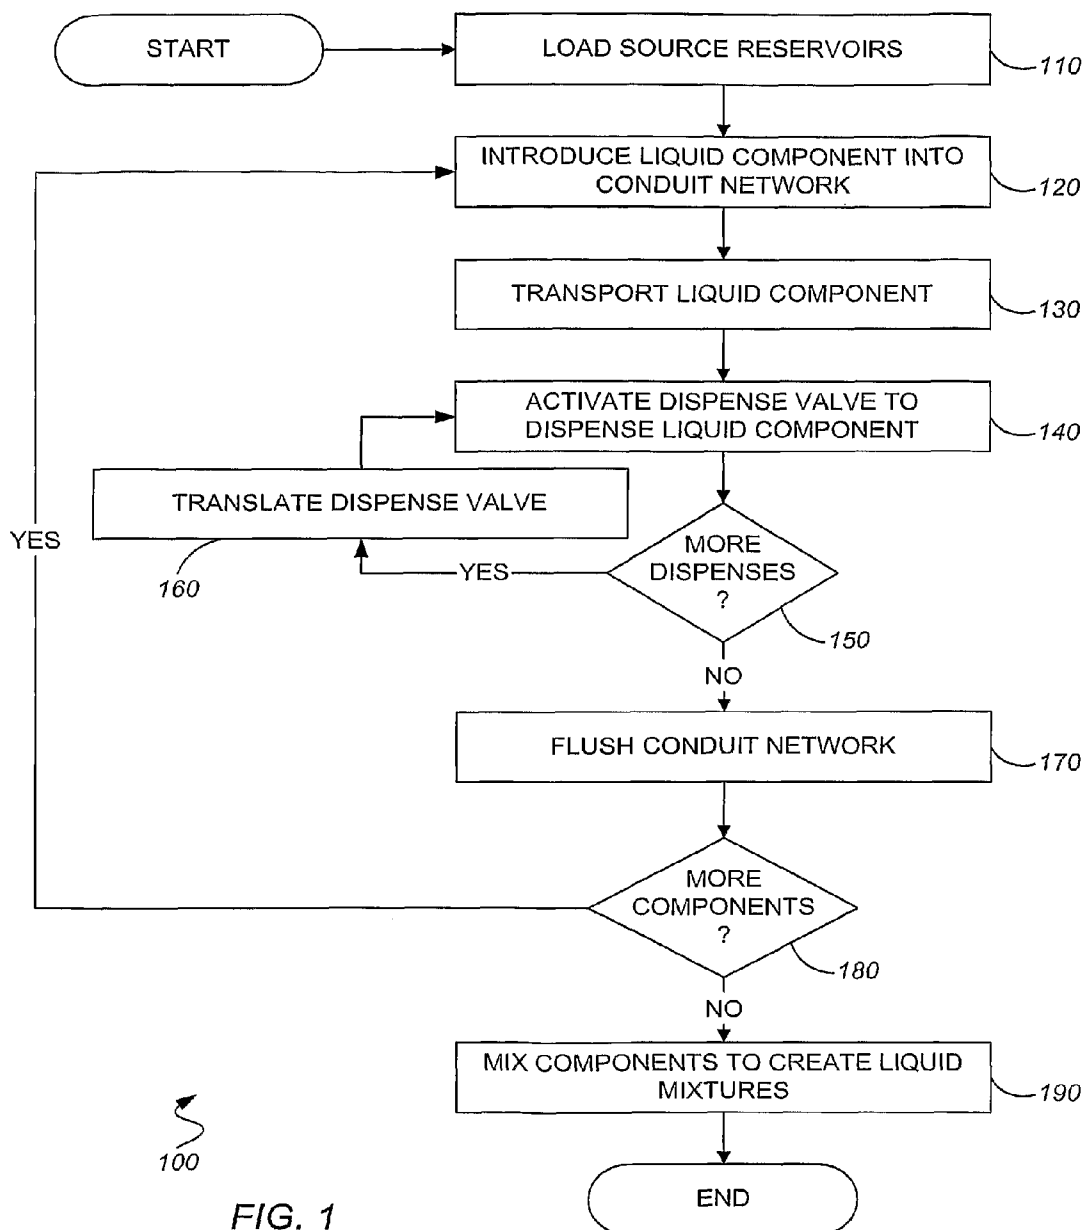 START
LOAD SOURCE RESERVOIRS
110
INTRODUCE LIQUID COMPONENT INTO
CONDUIT NETWORK
120
TRANSPORT LIQUID COMPONENT
130
ACTIVATE DISPENSE VALVE TO
DISPENSE LIQUID COMPONENT
140
TRANSLATE DISPENSE VALVE
160
YES
YES
MORE
DISPENSES
?
150
NO
FLUSH CONDUIT NETWORK
170
MORE
COMPONENTS
?
180
NO
MIX COMPONENTS TO CREATE LIQUID
MIXTURES
190
100
END
FIG. 1